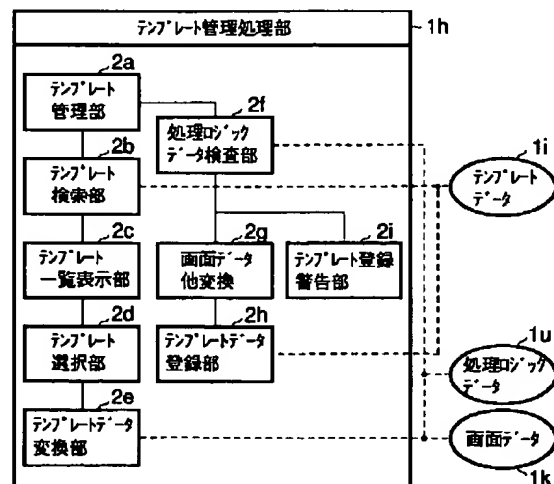 テンプレート管理処理部
1h
2a
テンプレート
管理部
2f
処理ロジック
データ検査部
2b
テンプレート
検索部
1i
テンプレート
データ
2c
テンプレート
一覧表示部
2g
画面データ
他変換
2i
テンプレート登録
警告部
2d
テンプレート
選択部
2h
テンプレートデータ
登録部
1u
処理ロジック
データ
2e
テンプレートデータ
変換部
画面データ
1k